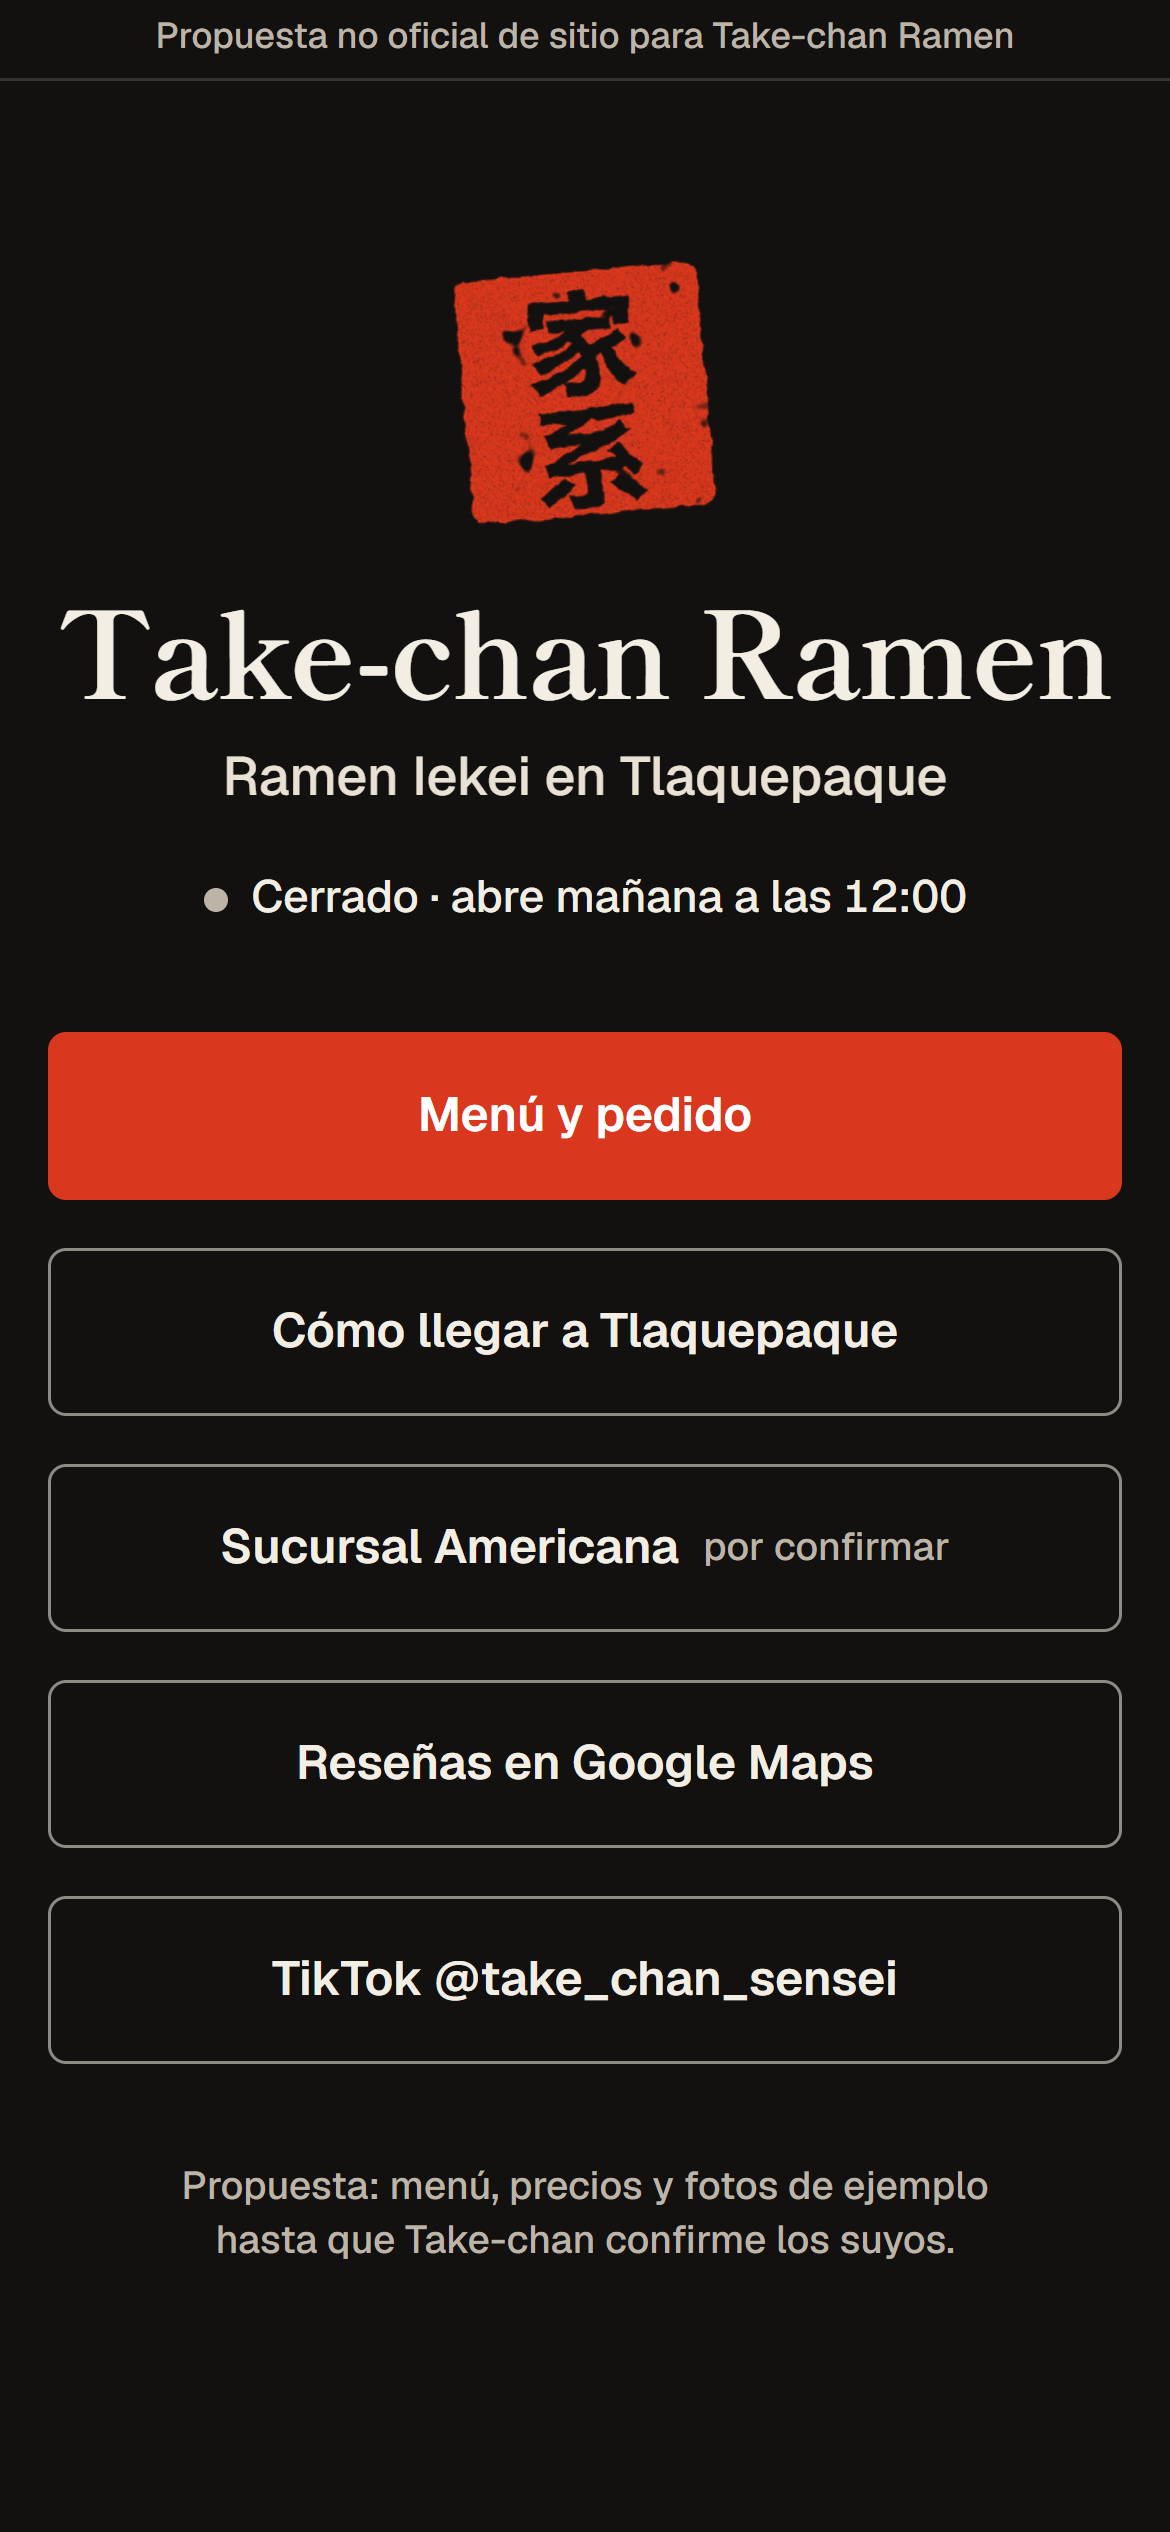 Propuesta no oficial de sitio para Take-chan Ramen
家
系
Take-chan Ramen
Ramen Iekei en Tlaquepaque
Cerrado · abre mañana a las 12:00
Menú y pedido
Cómo llegar a Tlaquepaque
Sucursal Americana por confirmar
Reseñas en Google Maps
TikTok @take_chan_sensei
Propuesta: menú, precios y fotos de ejemplo
hasta que Take-chan confirme los suyos.